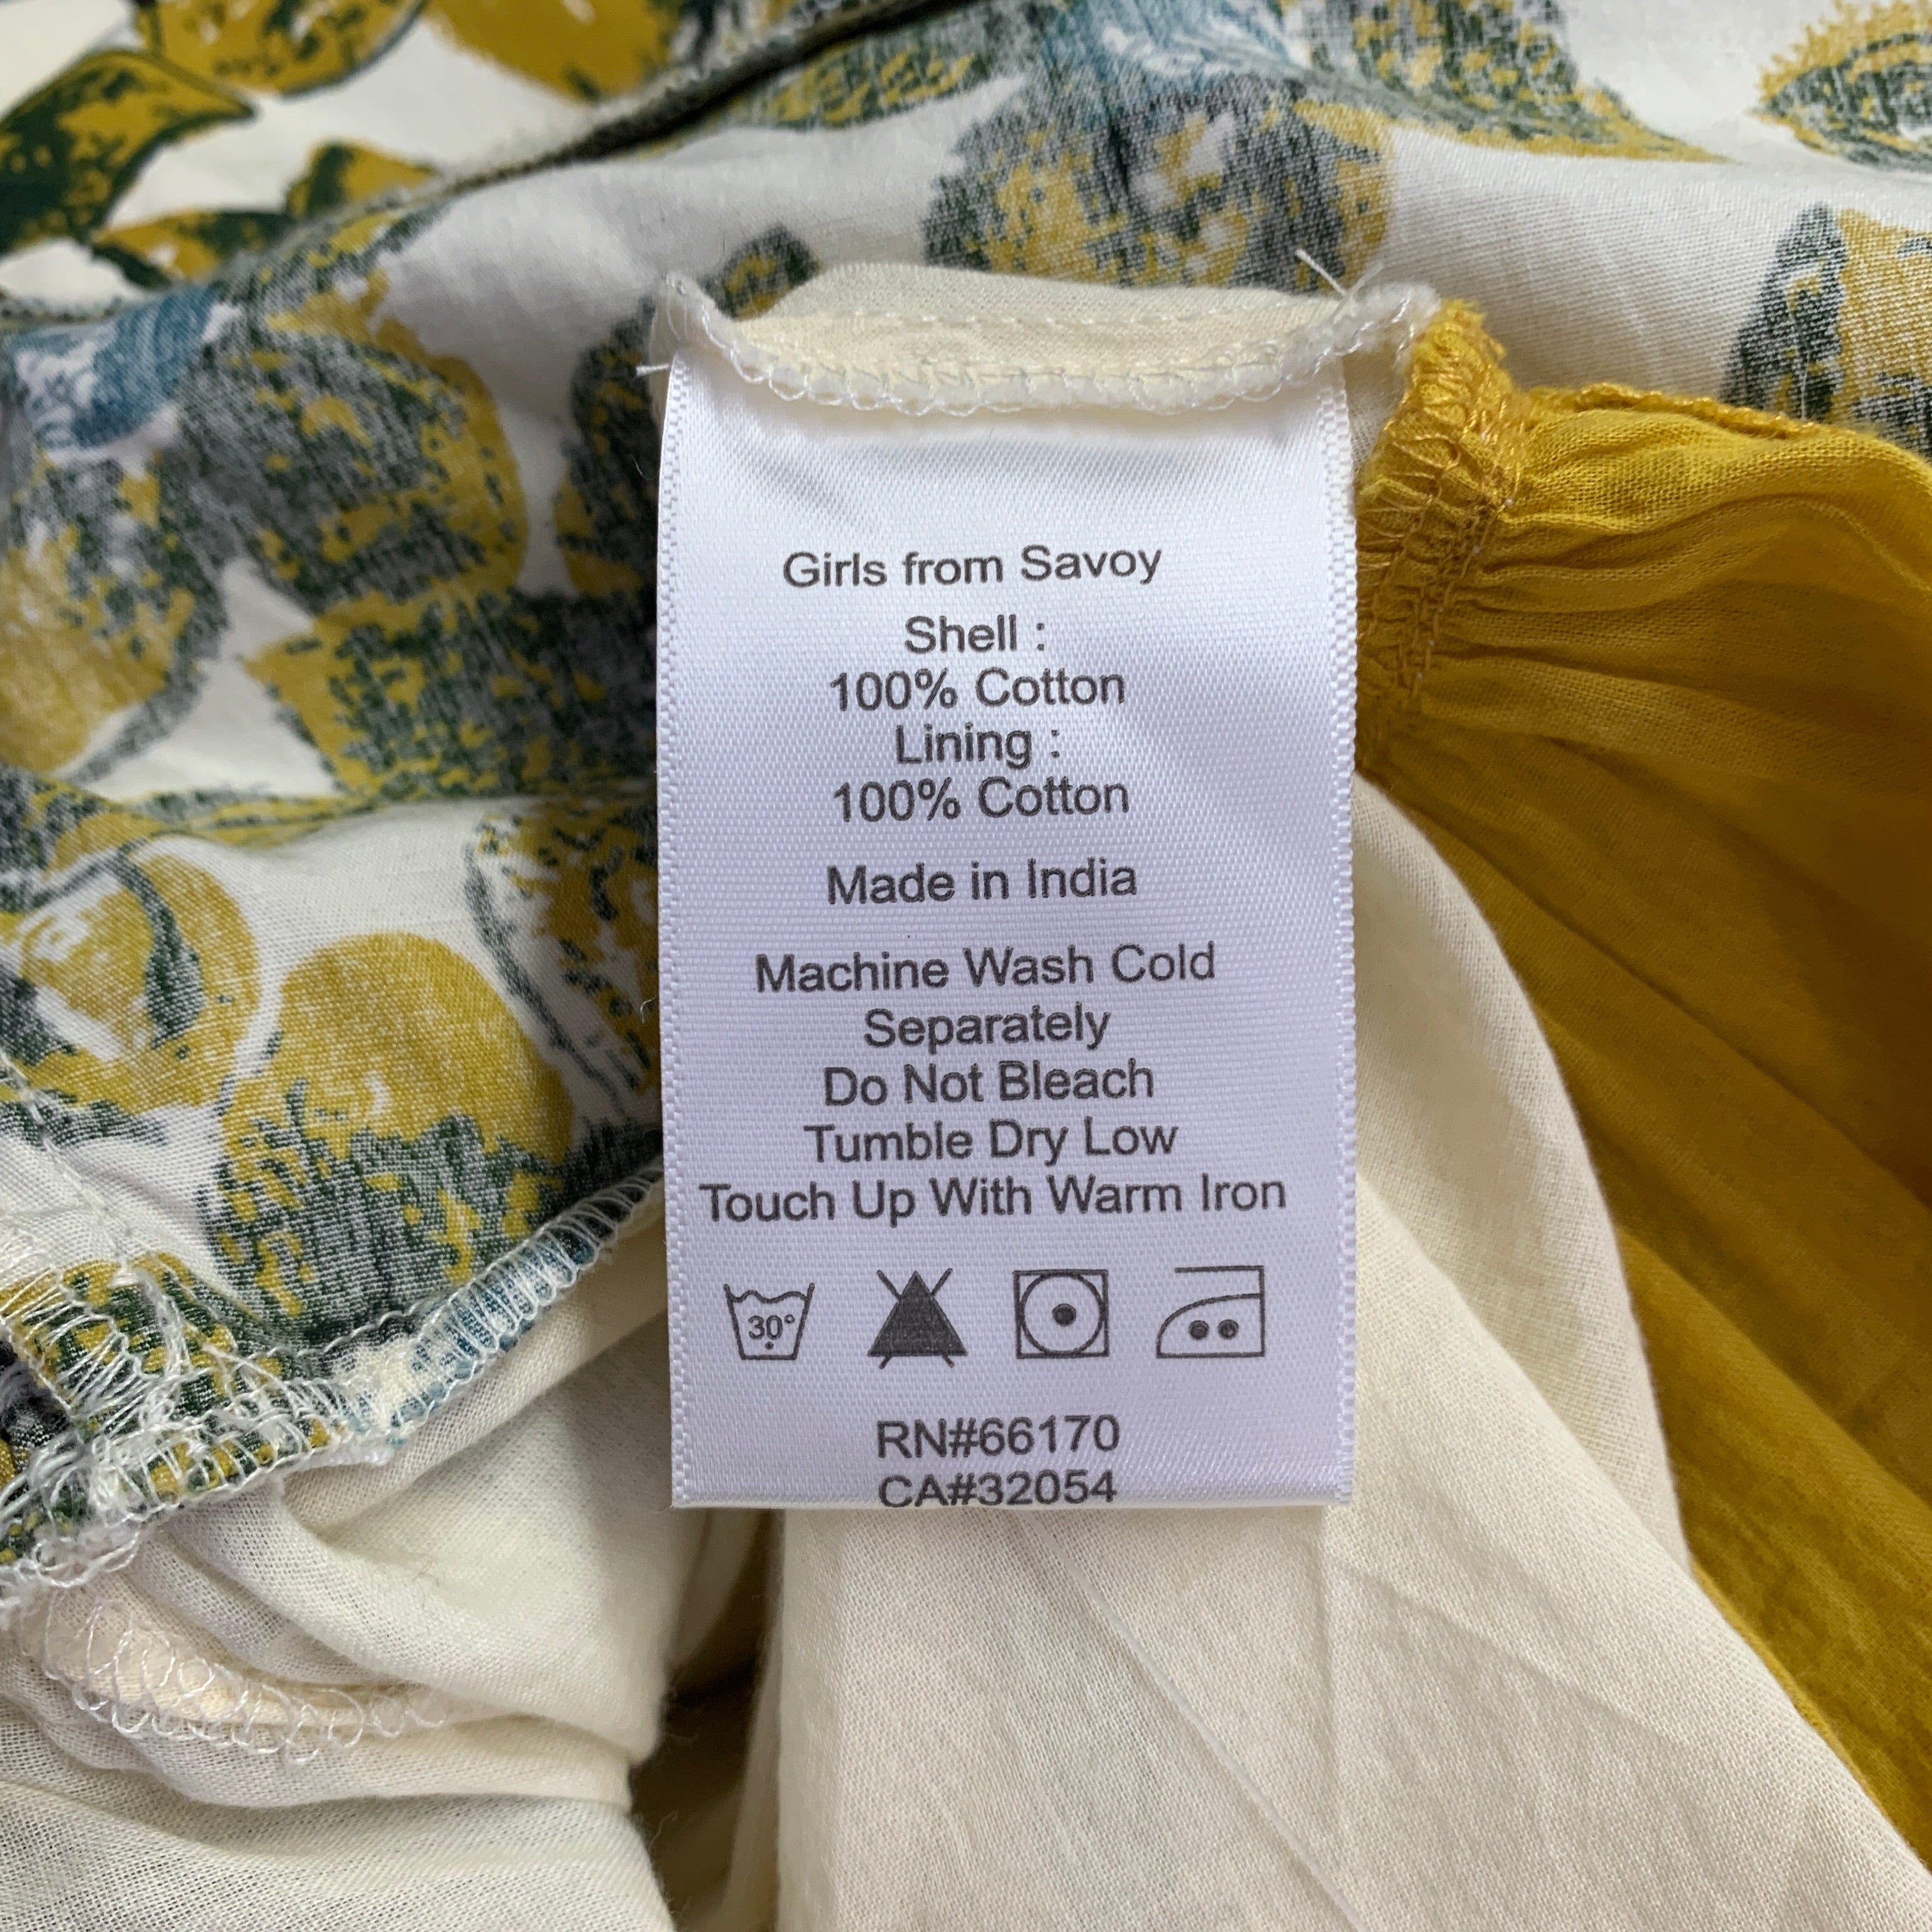 Girls from Savoy
Shell :
100% Cotton
Lining :
100% Cotton
Made in India
Machine Wash Cold
Separately
Do Not Bleach
Tumble Dry Low
Touch Up With Warm Iron
30°
RN#66170
CA#32054